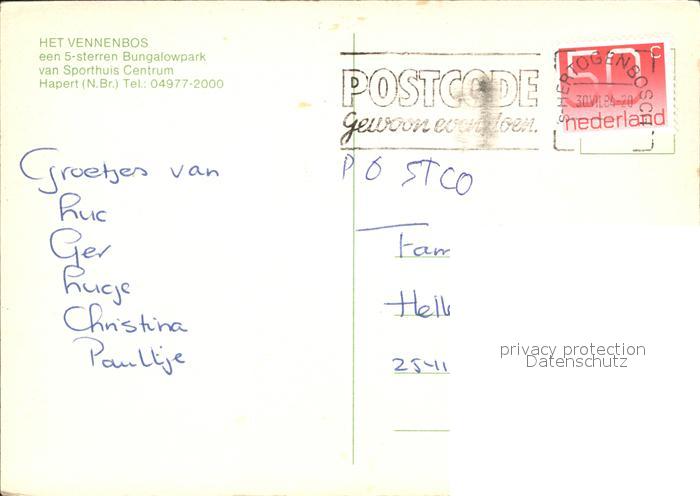 HET VENNENBOS
een 5-sterren Bungalowpark
van Sporthuis Centrum
Hapert (N.Br.) Tel.: 04977-2000
POSTCODE
Gewoon even doen.
50 c
nederland
'S-HERTOGENBOSCH
30.VII.84-20
Groetjes van
Luc
Ger
Lucje
Christina
Paultje
POSTCO
Fam
Hell
25-11
privacy protection
Datenschutz